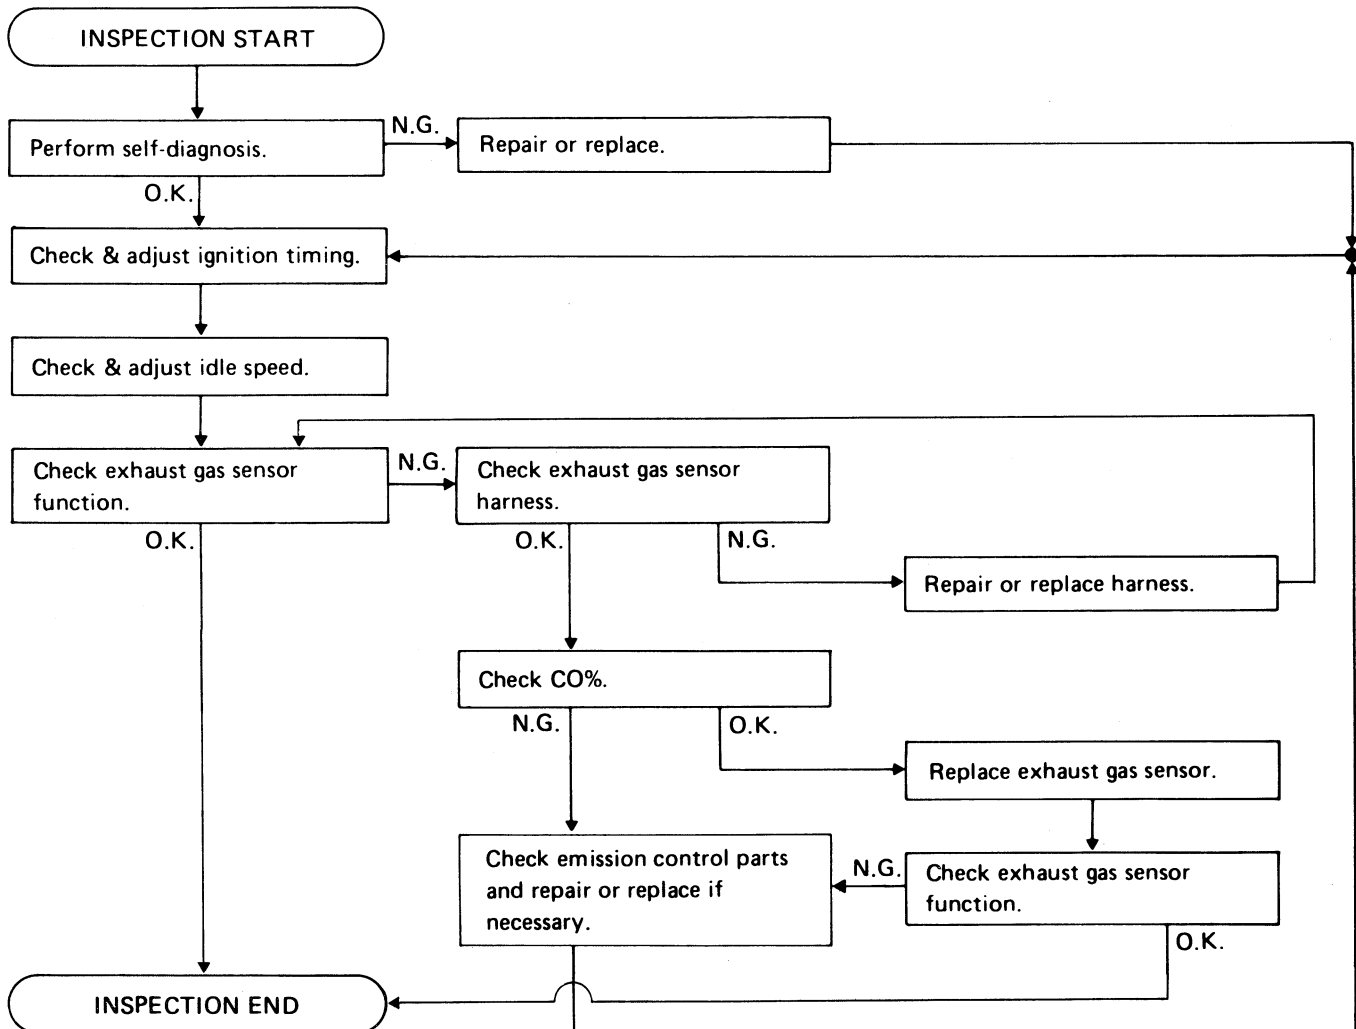 INSPECTION START
Perform self-diagnosis.
N.G.
Repair or replace.
O.K.
Check & adjust ignition timing.
Check & adjust idle speed.
Check exhaust gas sensor
function.
N.G.
Check exhaust gas sensor
harness.
O.K.
O.K.
N.G.
Repair or replace harness.
Check CO%.
N.G.
O.K.
Replace exhaust gas sensor.
Check emission control parts
and repair or replace if
necessary.
N.G.
Check exhaust gas sensor
function.
O.K.
INSPECTION END